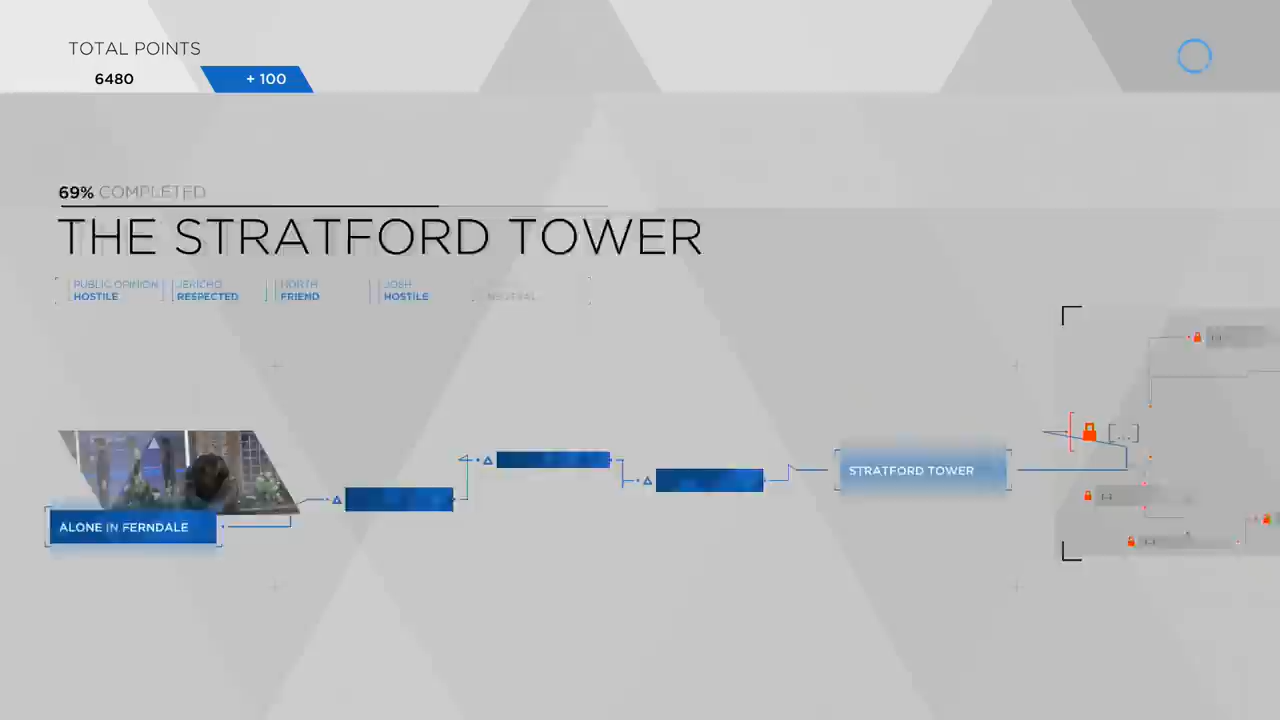 TOTAL POINTS
6480
+ 100
69% COMPLETED
THE STRATFORD TOWER
PUBLIC OPINION
HOSTILE
JERICHO
RESPECTED
NORTH
FRIEND
JOSH
HOSTILE
NEUTRAL
STRATFORD TOWER
ALONE IN FERNDALE